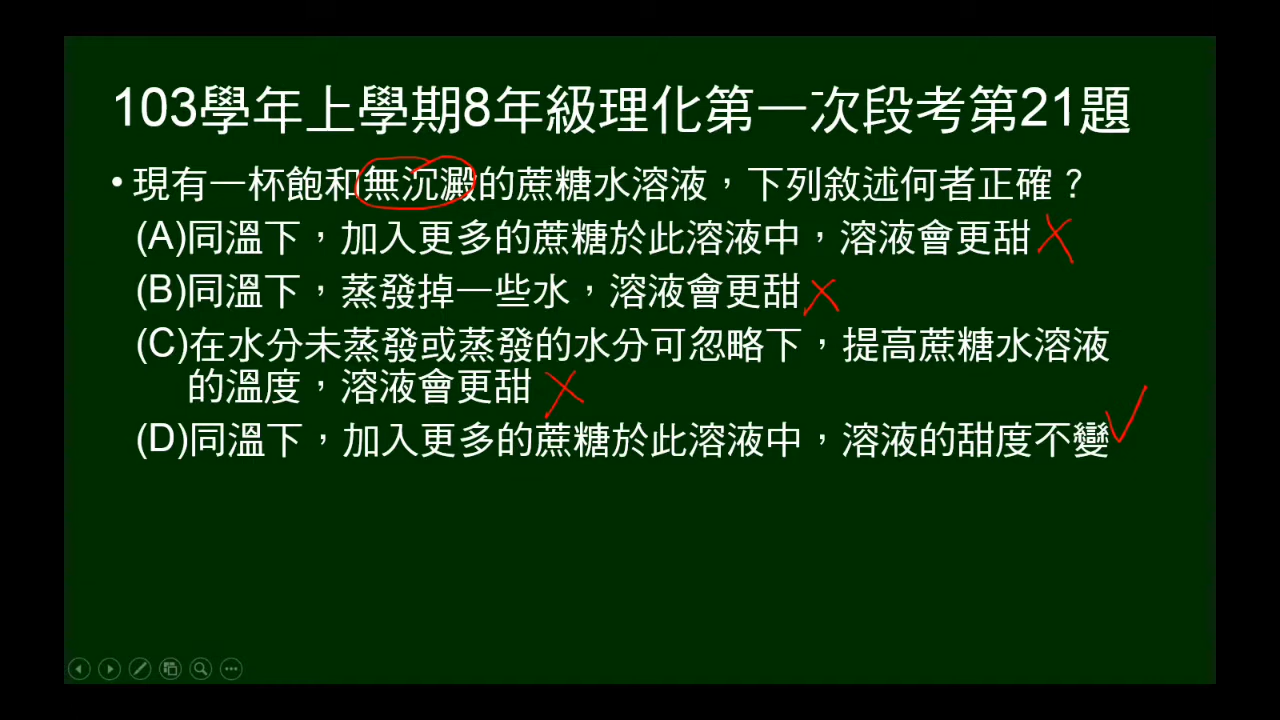 103學年上學期8年級理化第一次段考第21題
•現有一杯飽和無沉澱的蔗糖水溶液，下列敘述何者正確？
(A)同溫下，加入更多的蔗糖於此溶液中，溶液會更甜
(B)同溫下，蒸發掉一些水，溶液會更甜
(C)在水分未蒸發或蒸發的水分可忽略下，提高蔗糖水溶液
的溫度，溶液會更甜
(D)同溫下，加入更多的蔗糖於此溶液中，溶液的甜度不變